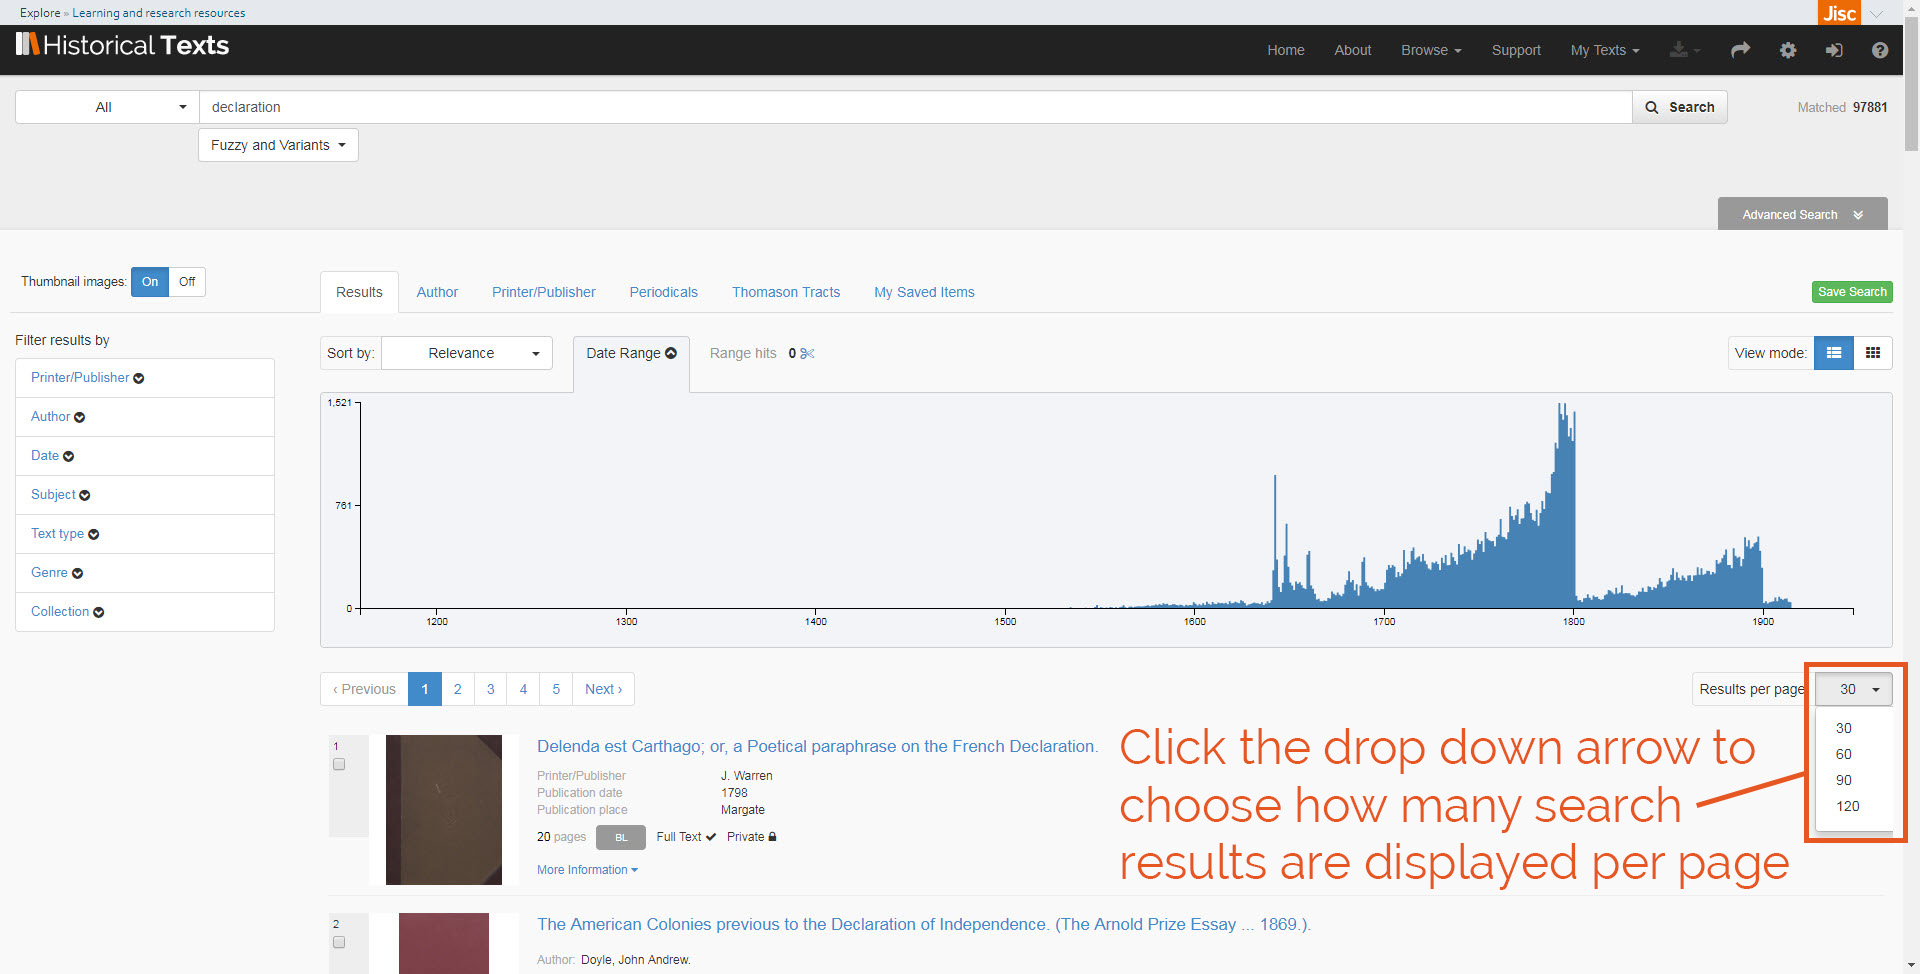 Explore » Learning and research resources
Jisc
Historical Texts
Home About Browse Support My Texts
All declaration Search Matched 97881
Fuzzy and Variants
Advanced Search
Thumbnail images: On Off
Results Author Printer/Publisher Periodicals Thomason Tracts My Saved Items Save Search
Filter results by
Printer/Publisher
Author
Date
Subject
Text type
Genre
Collection
Sort by: Relevance Date Range Range hits 0 View mode:
1,521
761
0
1200 1300 1400 1500 1600 1700 1800 1900
‹ Previous 1 2 3 4 5 Next › Results per page 30
30
60
90
120
Click the drop down arrow to
choose how many search
results are displayed per page
1
Delenda est Carthago; or, a Poetical paraphrase on the French Declaration.
Printer/Publisher J. Warren
Publication date 1798
Publication place Margate
20 pages BL Full Text Private
More Information
2
The American Colonies previous to the Declaration of Independence. (The Arnold Prize Essay ... 1869.).
Author: Doyle, John Andrew.